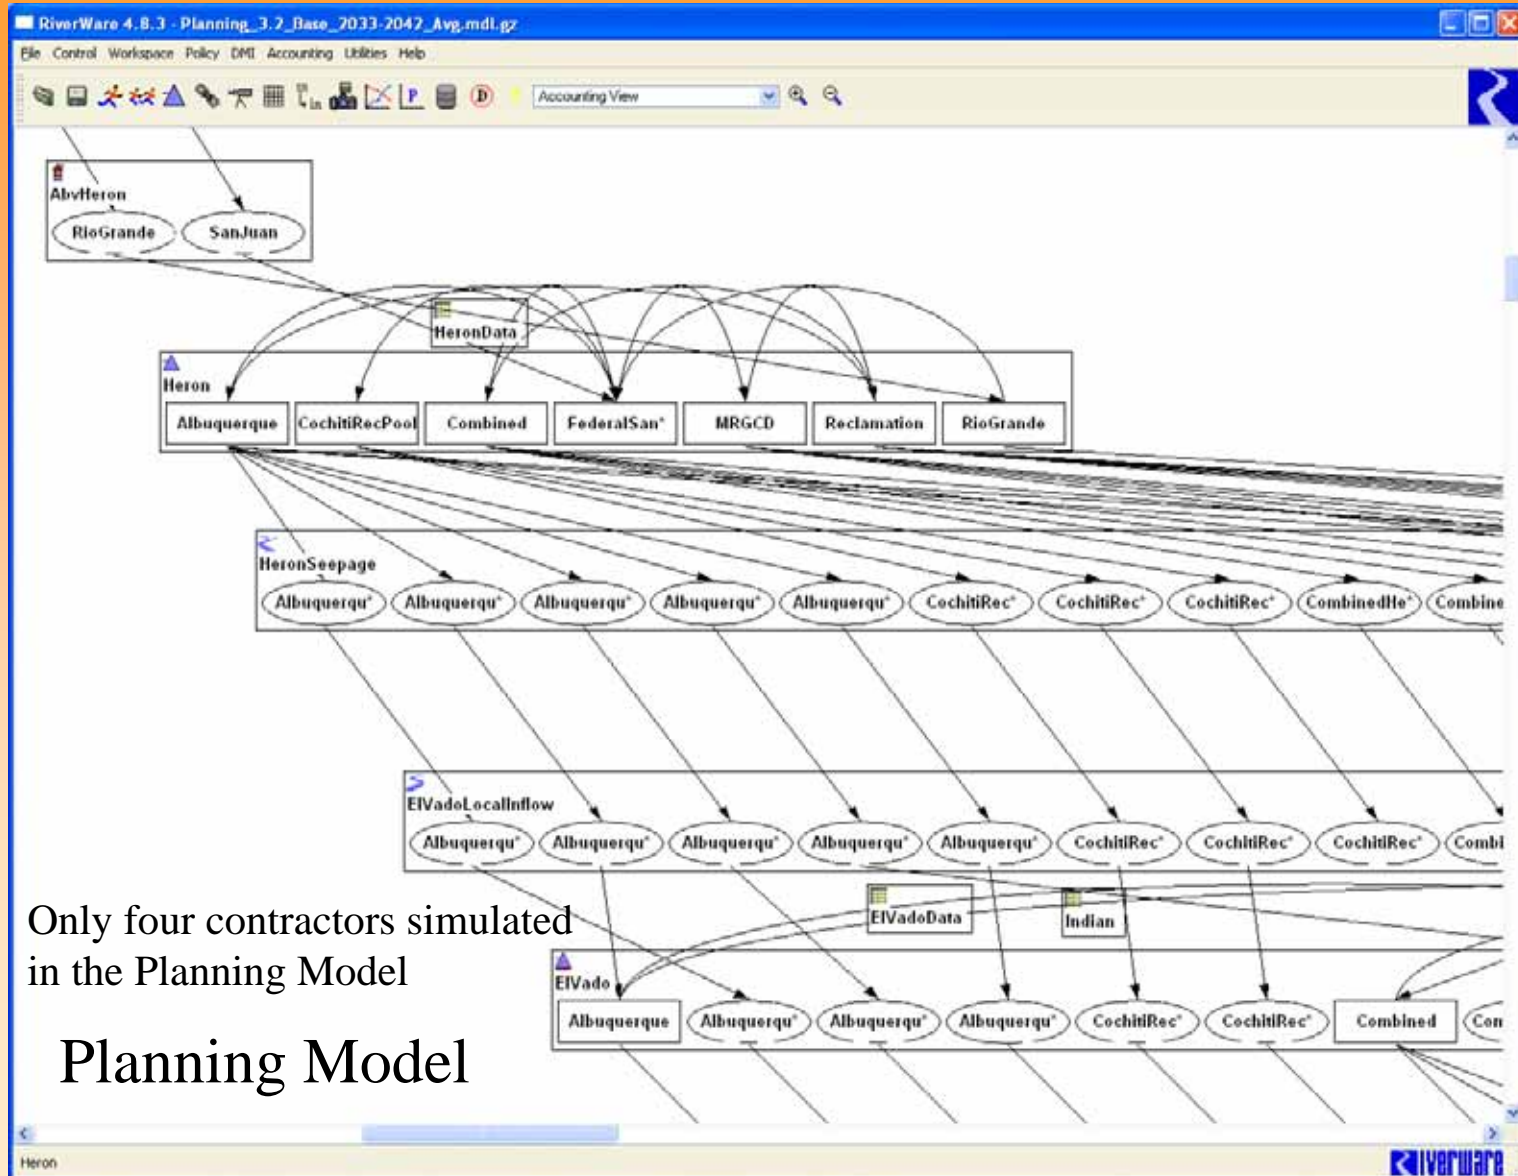 RiverWare 4.8.3 - Planning_3.2_Base_2033-2042_Avg.mdl.gz
File Control Workspace Policy DMI Accounting Utilities Help
Accounting View
AbvHeron
RioGrande SanJuan
HeronData
Heron
Albuquerque CochitiRecPool Combined FederalSan* MRGCD Reclamation RioGrande
HeronSeepage
Albuquerqu* Albuquerqu* Albuquerqu* Albuquerqu* Albuquerqu* CochitiRec* CochitiRec* CochitiRec* CombinedHe* Combine
ElVadoLocalInflow
Albuquerqu* Albuquerqu* Albuquerqu* Albuquerqu* Albuquerqu* CochitiRec* CochitiRec* CochitiRec* Combi
ElVadoData Indian
ElVado
Albuquerque Albuquerqu* Albuquerqu* Albuquerqu* CochitiRec* CochitiRec* Combined Com
Only four contractors simulated
in the Planning Model
Planning Model
Heron
Riverware